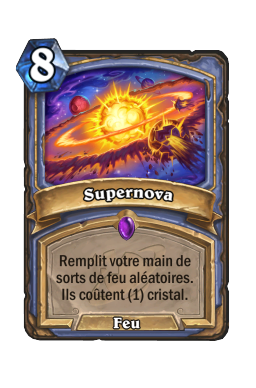 8
Supernova
Remplit votre main de
sorts de feu aléatoires.
Ils coûtent (1) cristal.
Feu